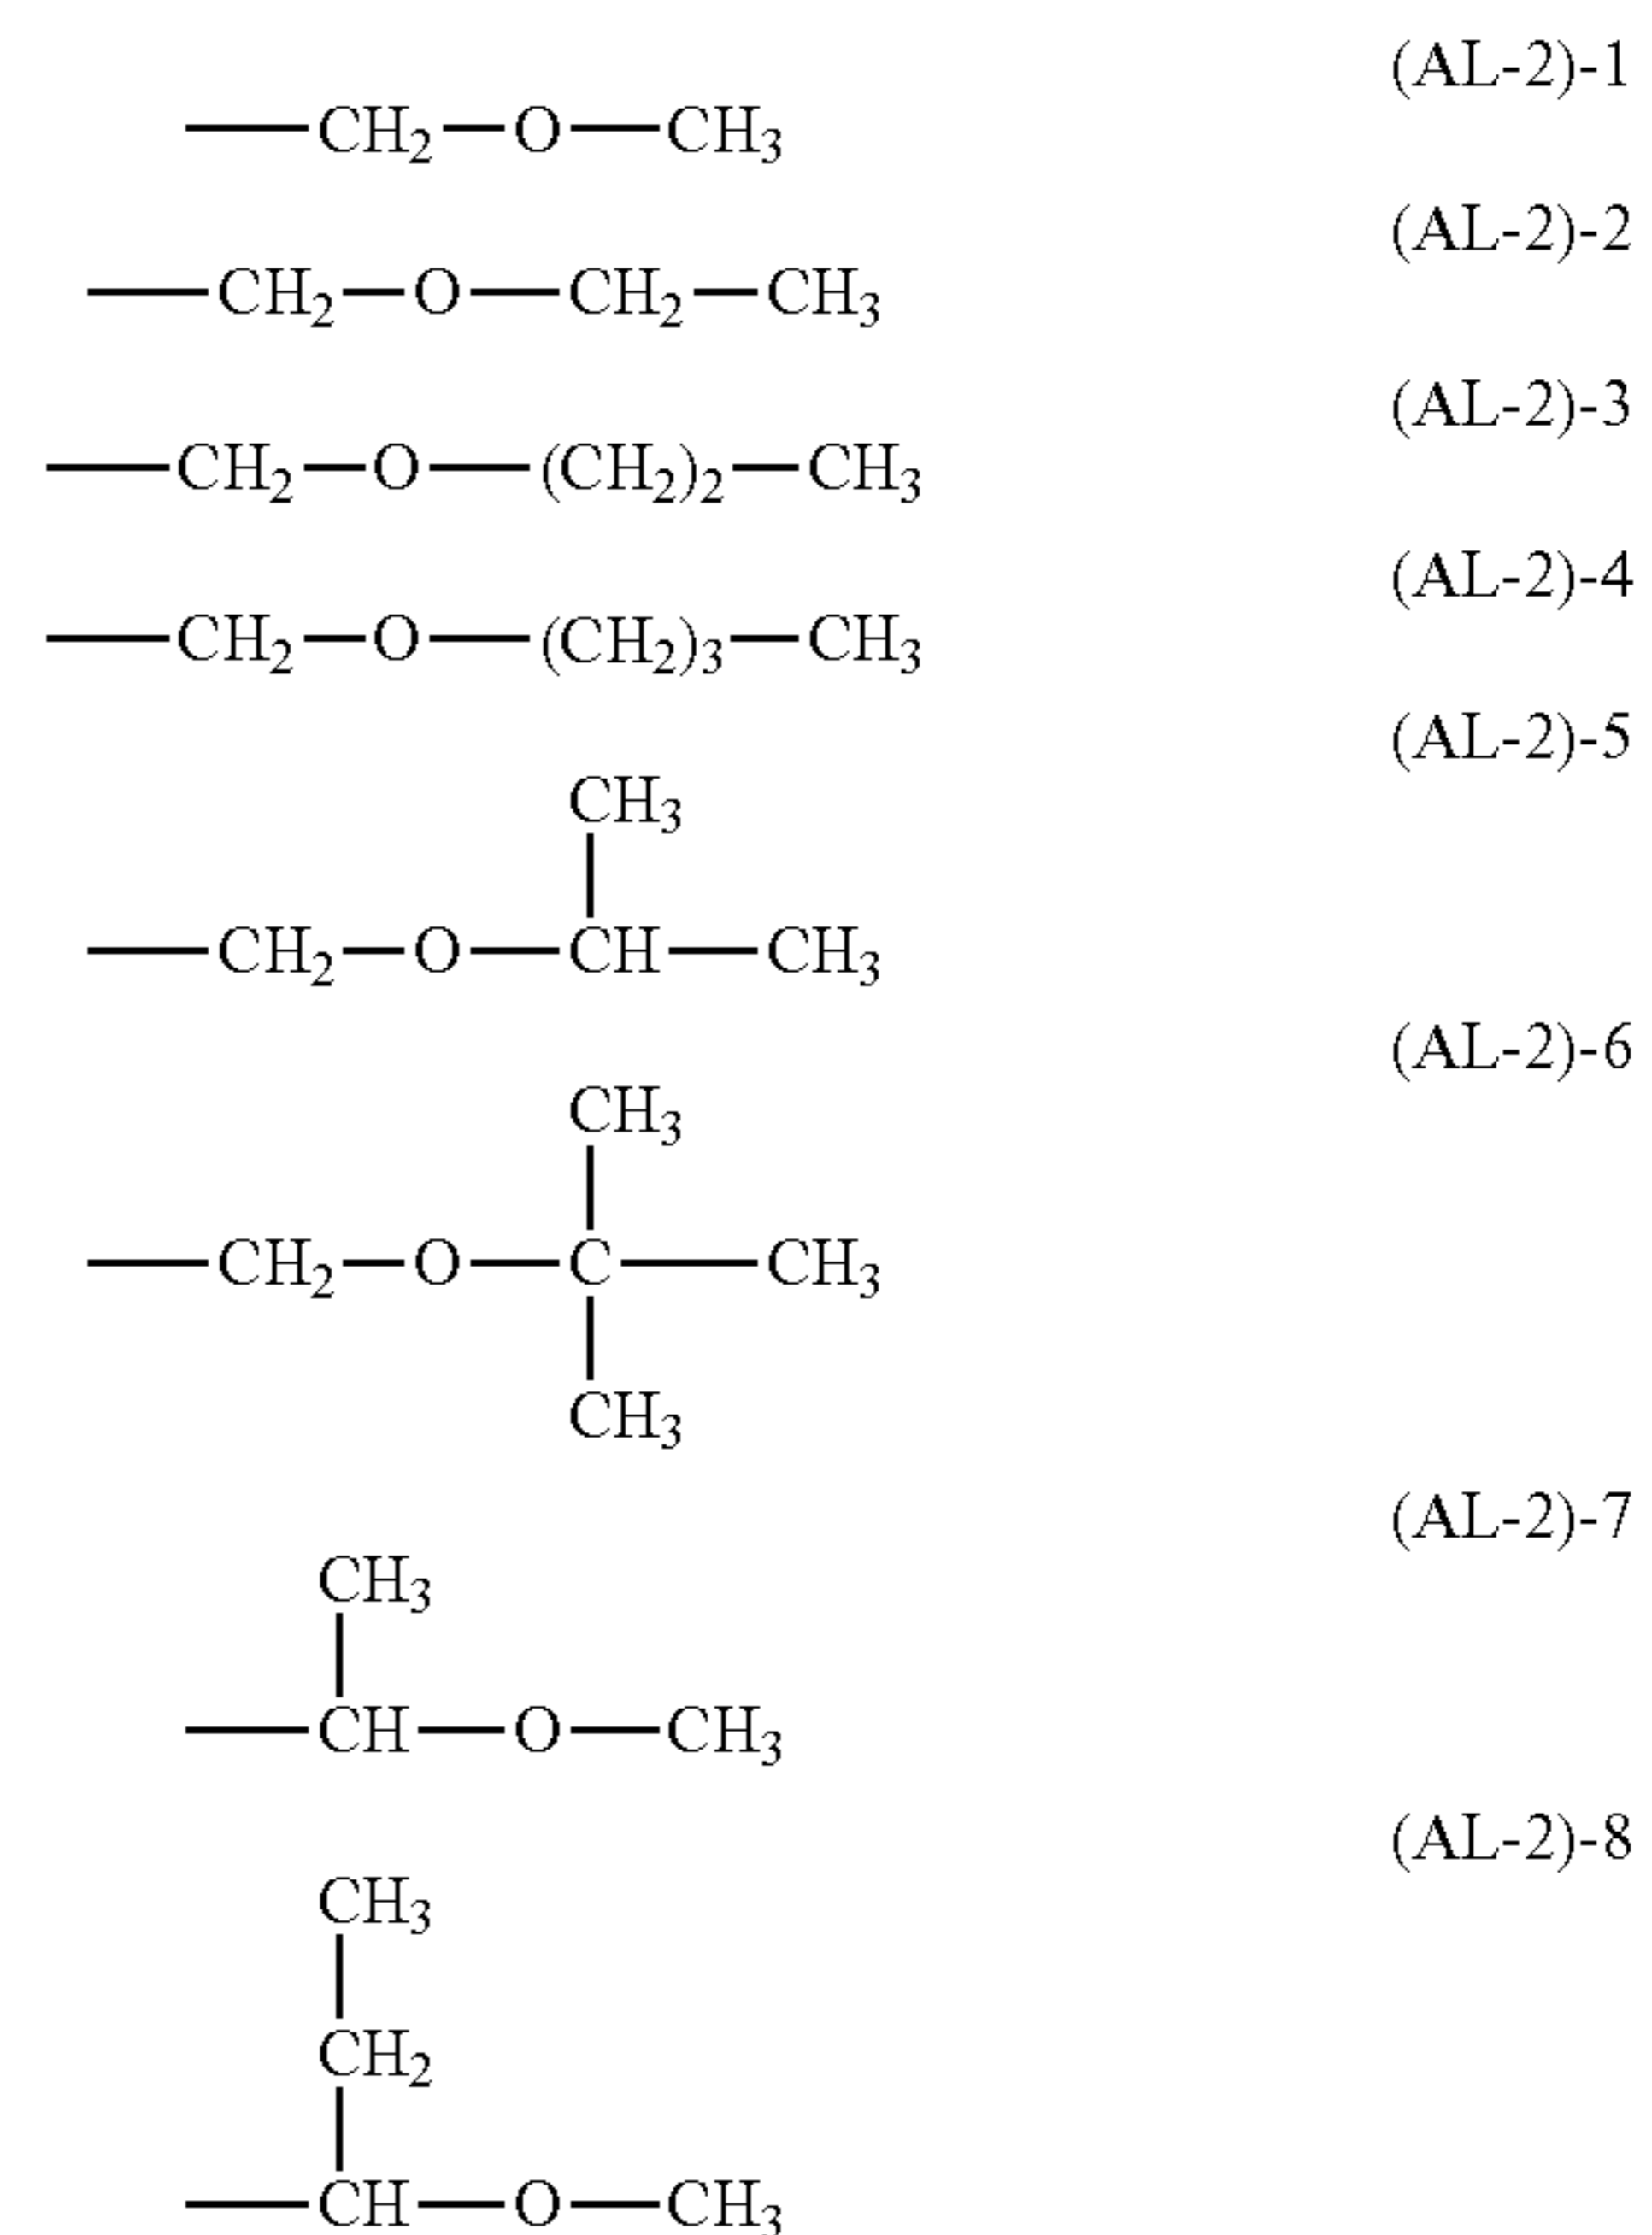 (AL-2)-1
—CH₂—O—CH₃
(AL-2)-2
—CH₂—O—CH₂—CH₃
(AL-2)-3
—CH₂—O—(CH₂)₂—CH₃
(AL-2)-4
—CH₂—O—(CH₂)₃—CH₃
(AL-2)-5
CH₃
—CH₂—O—CH—CH₃
(AL-2)-6
CH₃
—CH₂—O—C—CH₃
CH₃
(AL-2)-7
CH₃
—CH—O—CH₃
(AL-2)-8
CH₃
CH₂
—CH—O—CH₃